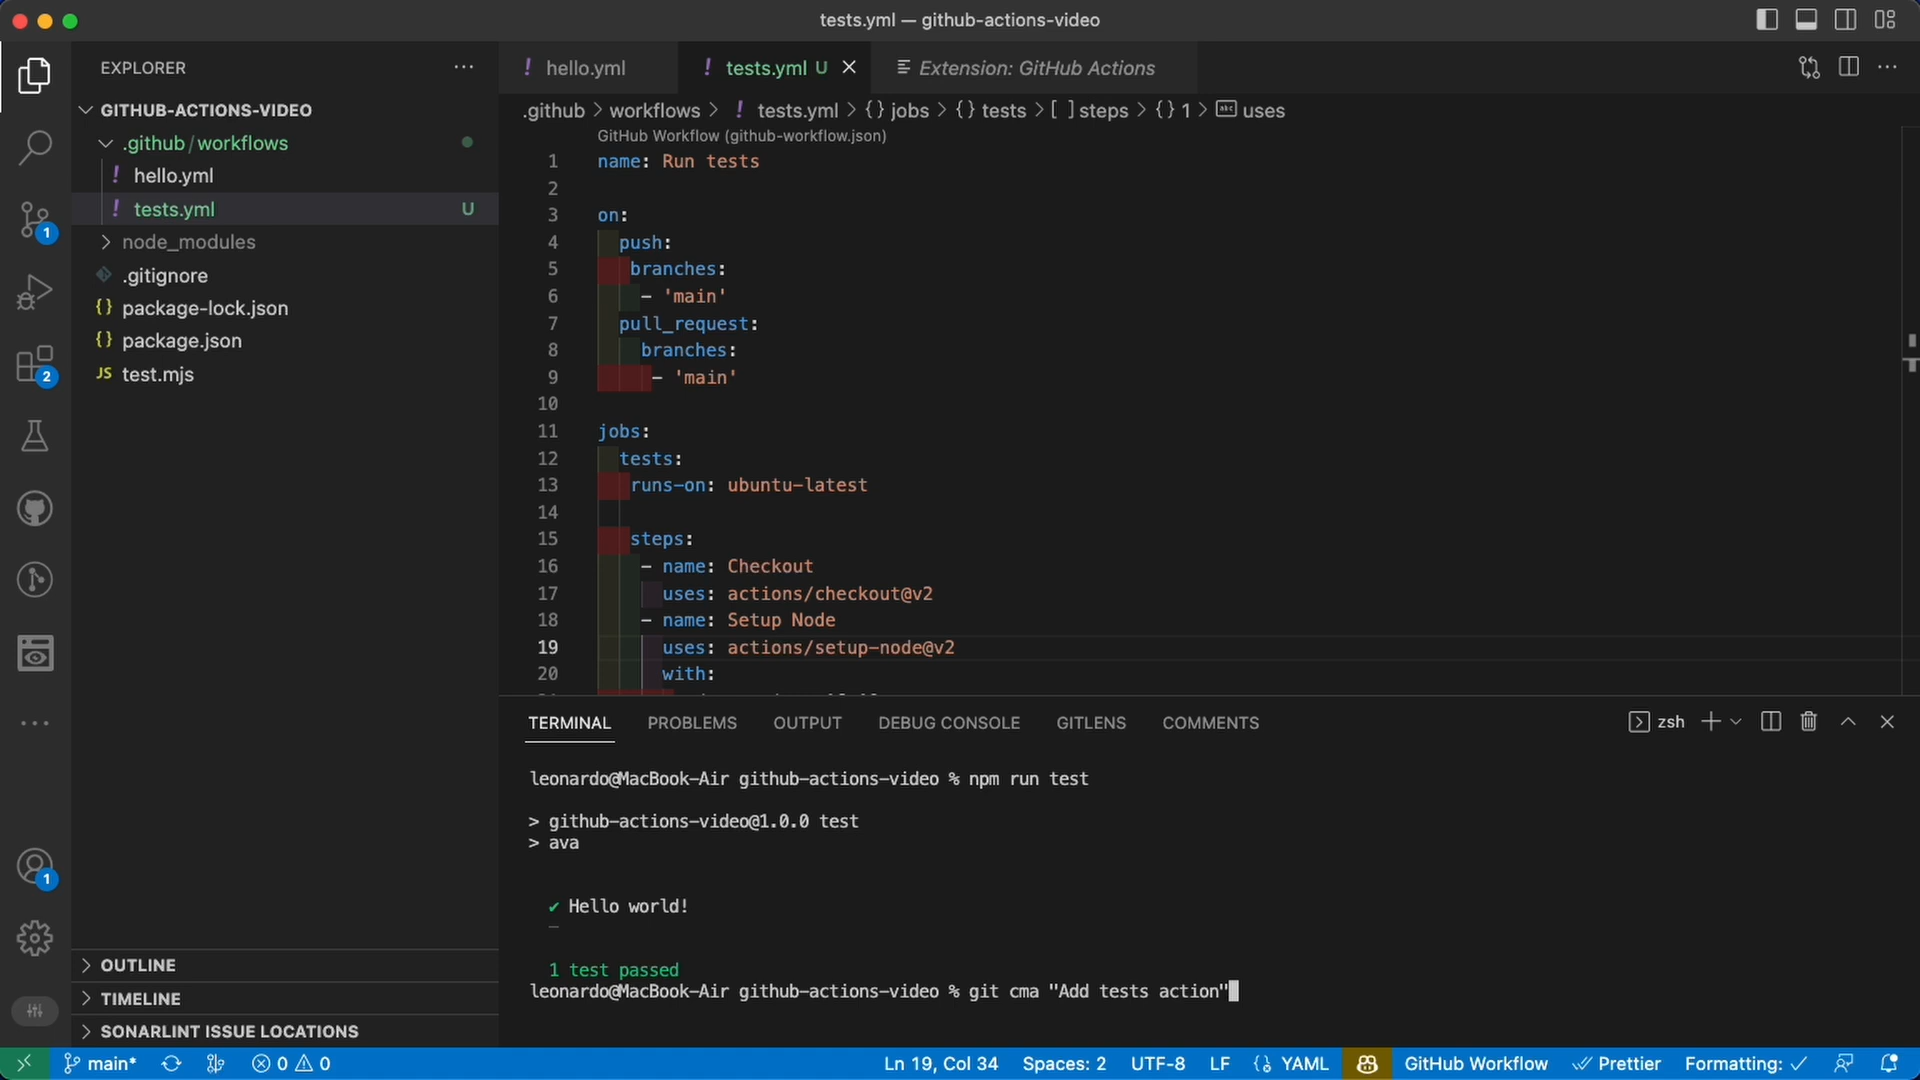 tests.yml — github-actions-video
EXPLORER
GITHUB-ACTIONS-VIDEO
.github/workflows
! hello.yml
! tests.yml U
node_modules
.gitignore
{} package-lock.json
{} package.json
JS test.mjs
OUTLINE
TIMELINE
SONARLINT ISSUE LOCATIONS
1
2
1
! hello.yml
! tests.yml U
Extension: GitHub Actions
.github > workflows > ! tests.yml > {} jobs > {} tests > [ ] steps > {} 1 > abc uses
GitHub Workflow (github-workflow.json)
1 name: Run tests
2
3 on:
4 push:
5 branches:
6 - 'main'
7 pull_request:
8 branches:
9 - 'main'
10
11 jobs:
12 tests:
13 runs-on: ubuntu-latest
14
15 steps:
16 - name: Checkout
17 uses: actions/checkout@v2
18 - name: Setup Node
19 uses: actions/setup-node@v2
20 with:
TERMINAL PROBLEMS OUTPUT DEBUG CONSOLE GITLENS COMMENTS
zsh
leonardo@MacBook-Air github-actions-video % npm run test
> github-actions-video@1.0.0 test
> ava
✔ Hello world!
─
1 test passed
leonardo@MacBook-Air github-actions-video % git cma "Add tests action"
main* 0 0
Ln 19, Col 34 Spaces: 2 UTF-8 LF {} YAML GitHub Workflow Prettier Formatting: ✓